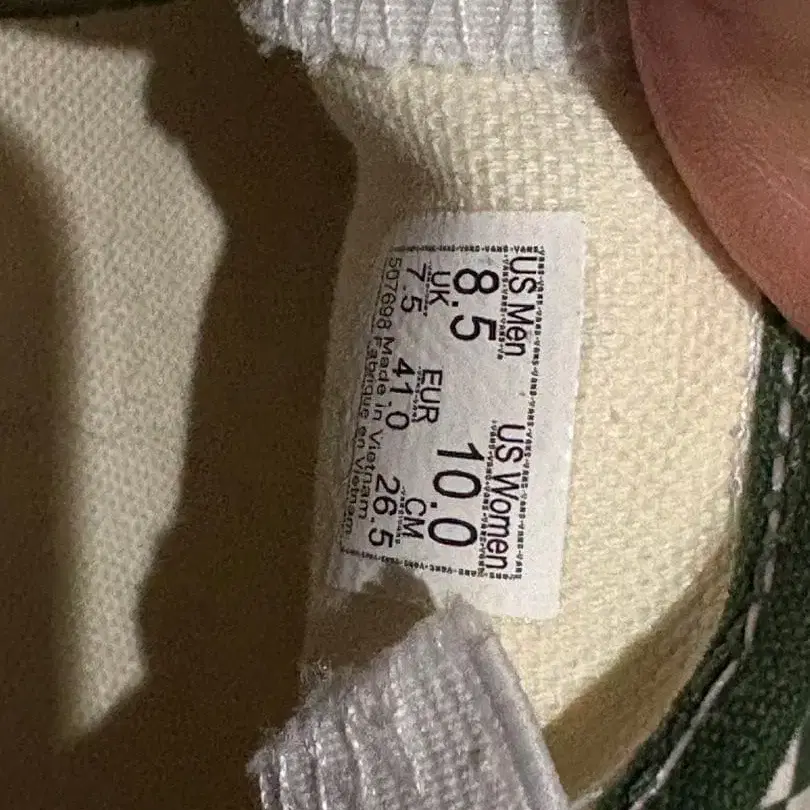 US Men US Women
8.5 10.0
UK EUR CM
7.5 41.0 26.5
507698 Made in Vietnam
Fabriqué en Vietnam